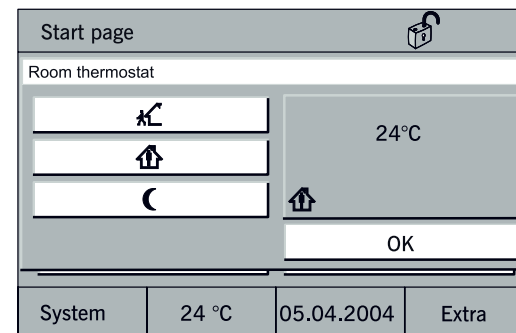 Start page
Room thermostat
24°C
OK
System 24 °C 05.04.2004 Extra